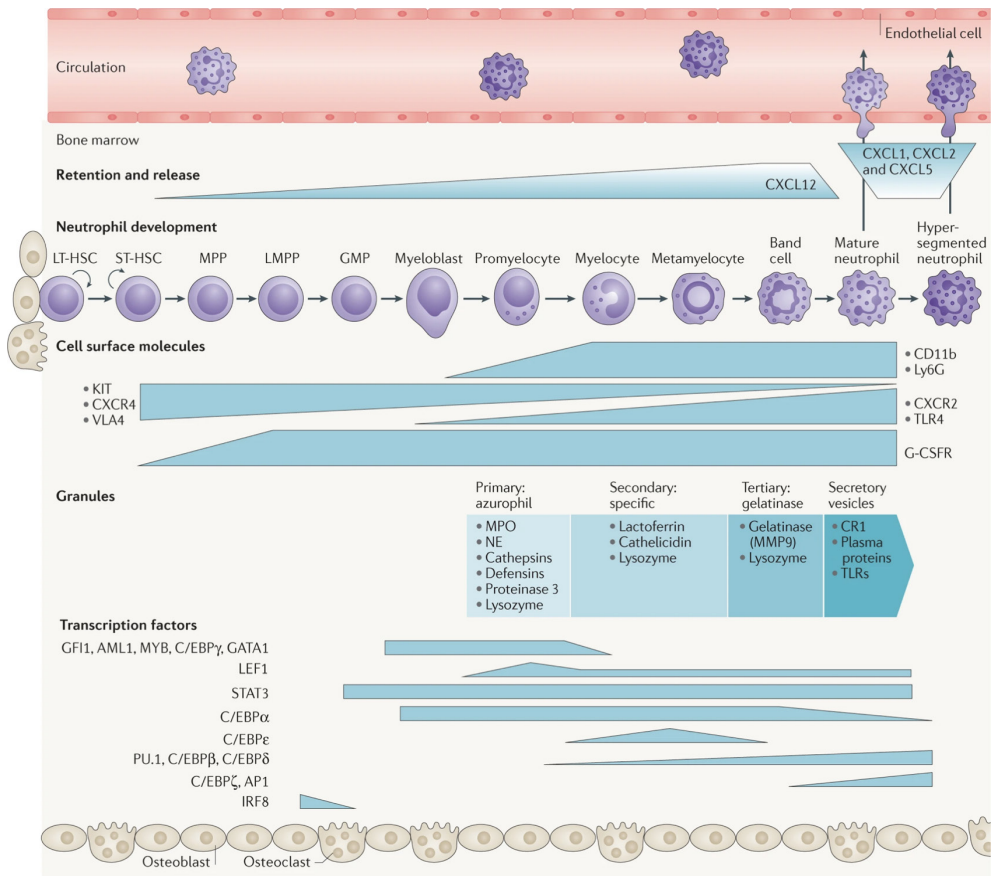 Endothelial cell
Circulation
Bone marrow
Retention and release
CXCL12
CXCL1, CXCL2
and CXCL5
Neutrophil development
LT-HSC
ST-HSC
MPP
LMPP
GMP
Myeloblast
Promyelocyte
Myelocyte
Metamyelocyte
Band
cell
Mature
neutrophil
Hyper-
segmented
neutrophil
Cell surface molecules
• CD11b
• Ly6G
• KIT
• CXCR4
• VLA4
• CXCR2
• TLR4
G-CSFR
Granules
Primary:
azurophil
• MPO
• NE
• Cathepsins
• Defensins
• Proteinase 3
• Lysozyme
Secondary:
specific
• Lactoferrin
• Cathelicidin
• Lysozyme
Tertiary:
gelatinase
• Gelatinase
(MMP9)
• Lysozyme
Secretory
vesicles
• CR1
• Plasma
proteins
• TLRs
Transcription factors
GFI1, AML1, MYB, C/EBPγ, GATA1
LEF1
STAT3
C/EBPα
C/EBPε
PU.1, C/EBPβ, C/EBPδ
C/EBPζ, AP1
IRF8
Osteoblast
Osteoclast